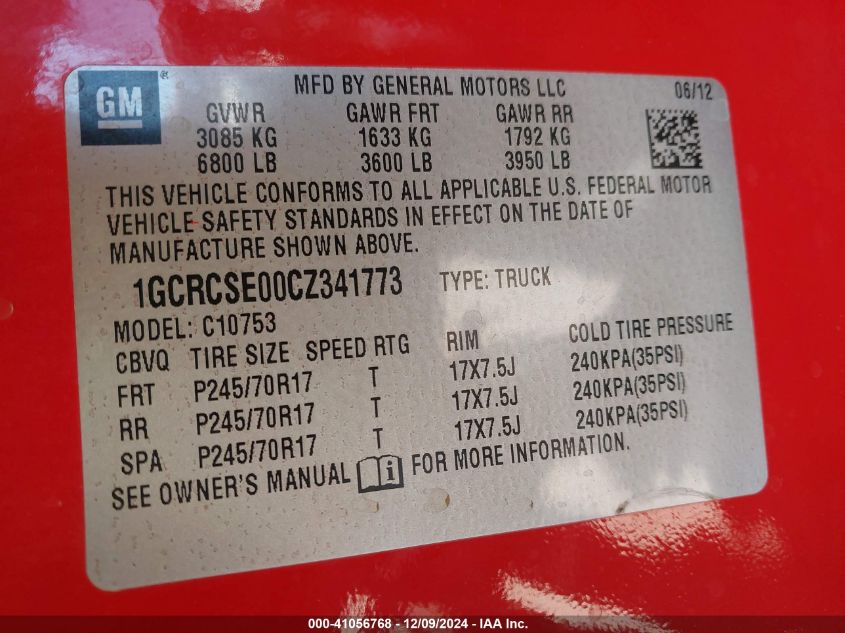 GM
MFD BY GENERAL MOTORS LLC 06/12
GVWR GAWR FRT GAWR RR
3085 KG 1633 KG 1792 KG
6800 LB 3600 LB 3950 LB
THIS VEHICLE CONFORMS TO ALL APPLICABLE U.S. FEDERAL MOTOR
VEHICLE SAFETY STANDARDS IN EFFECT ON THE DATE OF
MANUFACTURE SHOWN ABOVE.
1GCRCSE00CZ341773 TYPE: TRUCK
MODEL: C10753
CBVQ TIRE SIZE SPEED RTG RIM COLD TIRE PRESSURE
FRT P245/70R17 T 17X7.5J 240KPA(35PSI)
RR P245/70R17 T 17X7.5J 240KPA(35PSI)
SPA P245/70R17 T 17X7.5J 240KPA(35PSI)
SEE OWNER'S MANUAL i FOR MORE INFORMATION.
000-41056768 - 12/09/2024 - IAA Inc.